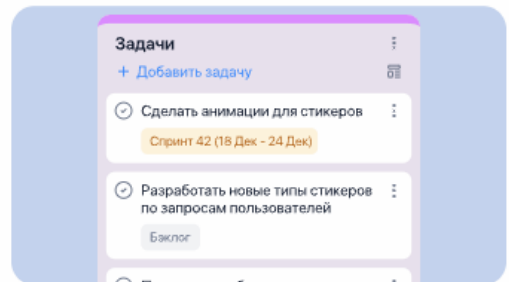 Задачи
+ Добавить задачу
Сделать анимации для стикеров
Спринт 42 (18 Дек - 24 Дек)
Разработать новые типы стикеров
по запросам пользователей
Бэклог